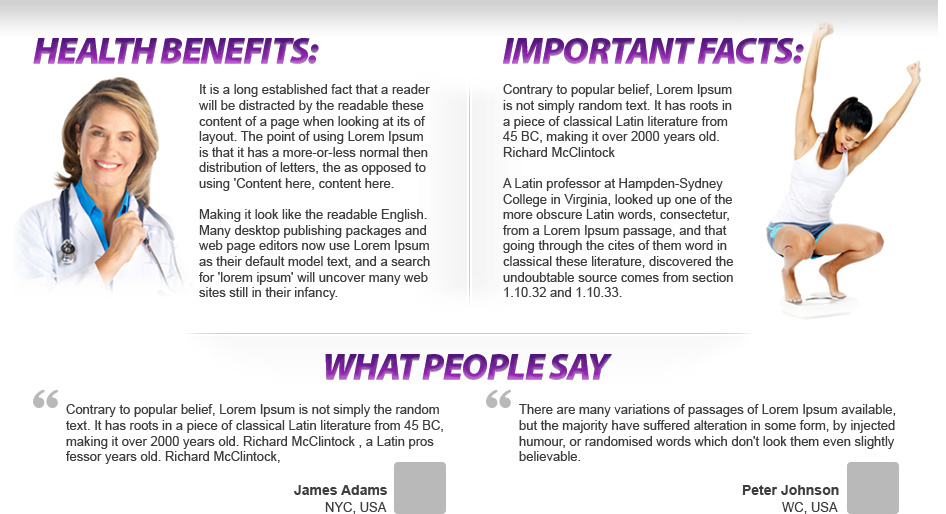 HEALTH BENEFITS:
It is a long established fact that a reader
will be distracted by the readable these
content of a page when looking at its of
layout. The point of using Lorem Ipsum
is that it has a more-or-less normal then
distribution of letters, the as opposed to
using 'Content here, content here.
Making it look like the readable English.
Many desktop publishing packages and
web page editors now use Lorem Ipsum
as their default model text, and a search
for 'lorem ipsum' will uncover many web
sites still in their infancy.
IMPORTANT FACTS:
Contrary to popular belief, Lorem Ipsum
is not simply random text. It has roots in
a piece of classical Latin literature from
45 BC, making it over 2000 years old.
Richard McClintock
A Latin professor at Hampden-Sydney
College in Virginia, looked up one of the
more obscure Latin words, consectetur,
from a Lorem Ipsum passage, and that
going through the cites of them word in
classical these literature, discovered the
undoubtable source comes from section
1.10.32 and 1.10.33.
WHAT PEOPLE SAY
“
Contrary to popular belief, Lorem Ipsum is not simply the random
text. It has roots in a piece of classical Latin literature from 45 BC,
making it over 2000 years old. Richard McClintock , a Latin pros
fessor years old. Richard McClintock,
James Adams
NYC, USA
“
There are many variations of passages of Lorem Ipsum available,
but the majority have suffered alteration in some form, by injected
humour, or randomised words which don't look them even slightly
believable.
Peter Johnson
WC, USA